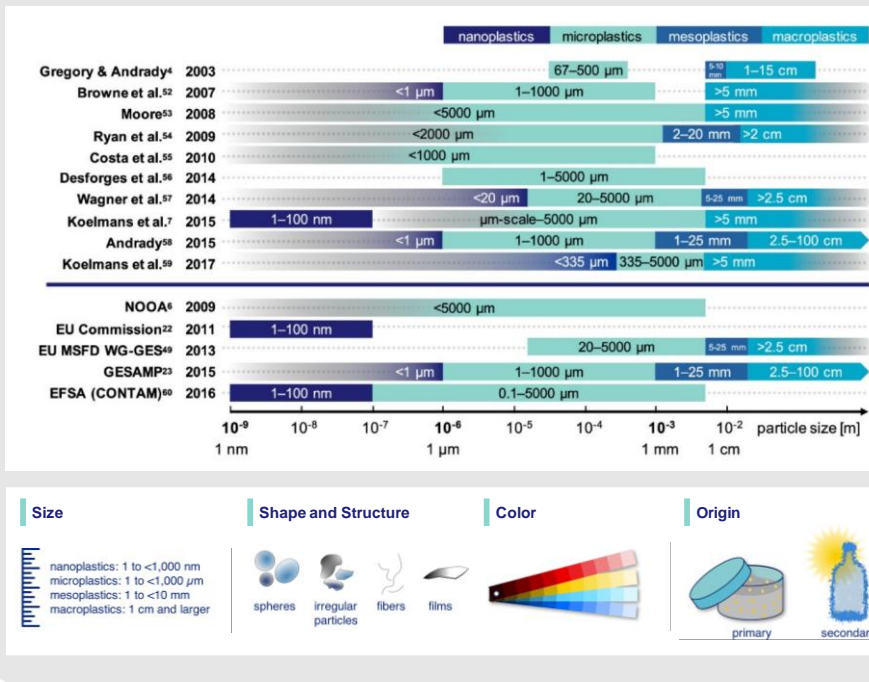 nanoplastics microplastics mesoplastics macroplastics
Gregory & Andrady4 2003 67–500 µm 5-10 mm 1–15 cm
Browne et al.52 2007 <1 µm 1–1000 µm >5 mm
Moore53 2008 <5000 µm >5 mm
Ryan et al.54 2009 <2000 µm 2–20 mm >2 cm
Costa et al.55 2010 <1000 µm
Desforges et al.56 2014 1–5000 µm
Wagner et al.57 2014 <20 µm 20–5000 µm 5-25 mm >2.5 cm
Koelmans et al.7 2015 1–100 nm µm-scale–5000 µm >5 mm
Andrady58 2015 <1 µm 1–1000 µm 1–25 mm 2.5–100 cm
Koelmans et al.59 2017 <335 µm 335–5000 µm >5 mm
NOOA6 2009 <5000 µm
EU Commission22 2011 1–100 nm
EU MSFD WG-GES49 2013 20–5000 µm 5-25 mm >2.5 cm
GESAMP23 2015 <1 µm 1–1000 µm 1–25 mm 2.5–100 cm
EFSA (CONTAM)60 2016 1–100 nm 0.1–5000 µm
10-9 10-8 10-7 10-6 10-5 10-4 10-3 10-2 particle size [m]
1 nm 1 µm 1 mm 1 cm
Size Shape and Structure Color Origin
nanoplastics: 1 to <1,000 nm
microplastics: 1 to <1,000 µm
mesoplastics: 1 to <10 mm
macroplastics: 1 cm and larger
spheres irregular particles fibers films
primary secondar